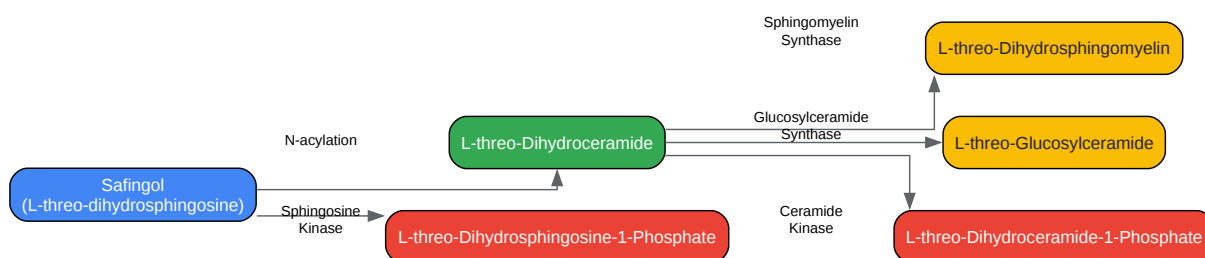 Sphingomyelin
Synthase
L-threo-Dihydrosphingomyelin
N-acylation
L-threo-Dihydroceramide
Glucosylceramide
Synthase
L-threo-Glucosylceramide
Safingol
(L-threo-dihydrosphingosine)
Sphingosine
Kinase
L-threo-Dihydrosphingosine-1-Phosphate
Ceramide
Kinase
L-threo-Dihydroceramide-1-Phosphate